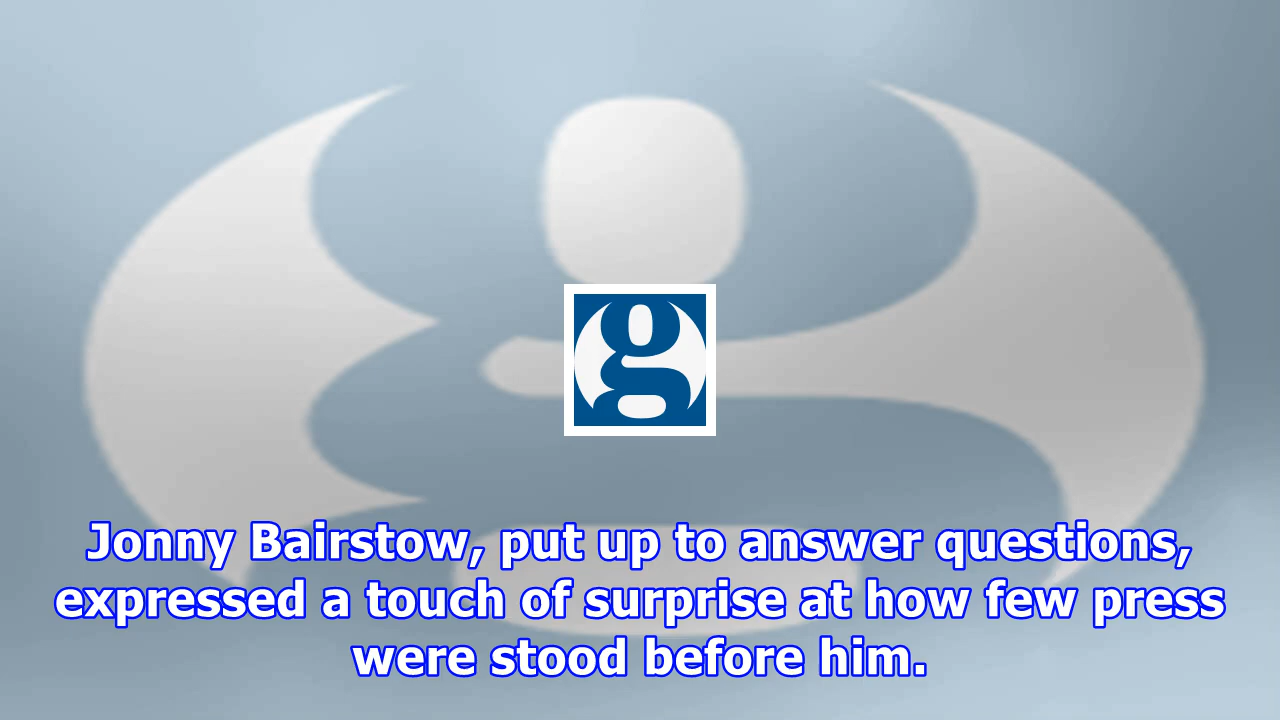 g
Jonny Bairstow, put up to answer questions,
expressed a touch of surprise at how few press
were stood before him.